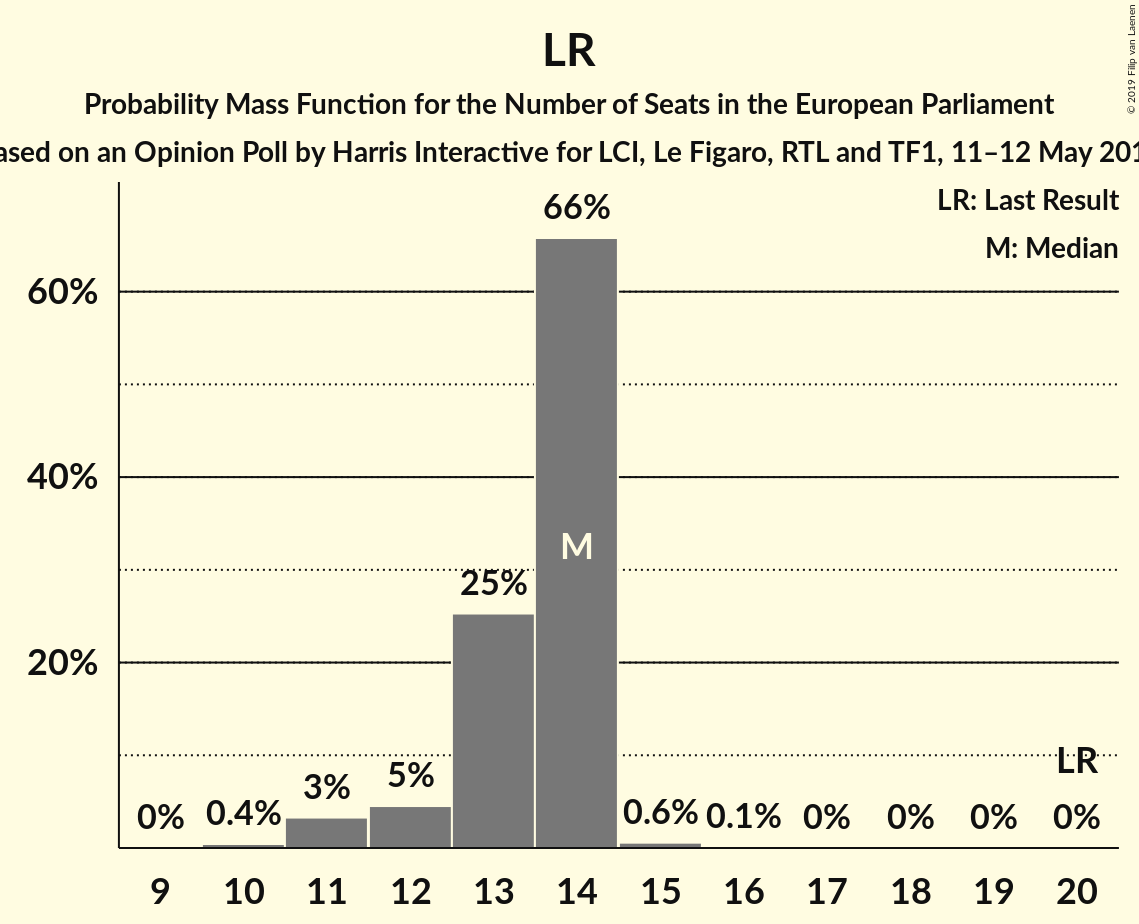 LR
Probability Mass Function for the Number of Seats in the European Parliament
ased on an Opinion Poll by Harris Interactive for LCI, Le Figaro, RTL and TF1, 11–12 May 201
© 2019 Filip van Laenen
LR: Last Result
M: Median
66%
60%
40%
M
25%
20%
LR
0% 0.4% 3% 5% 0.6% 0.1% 0% 0% 0% 0%
9 10 11 12 13 14 15 16 17 18 19 20